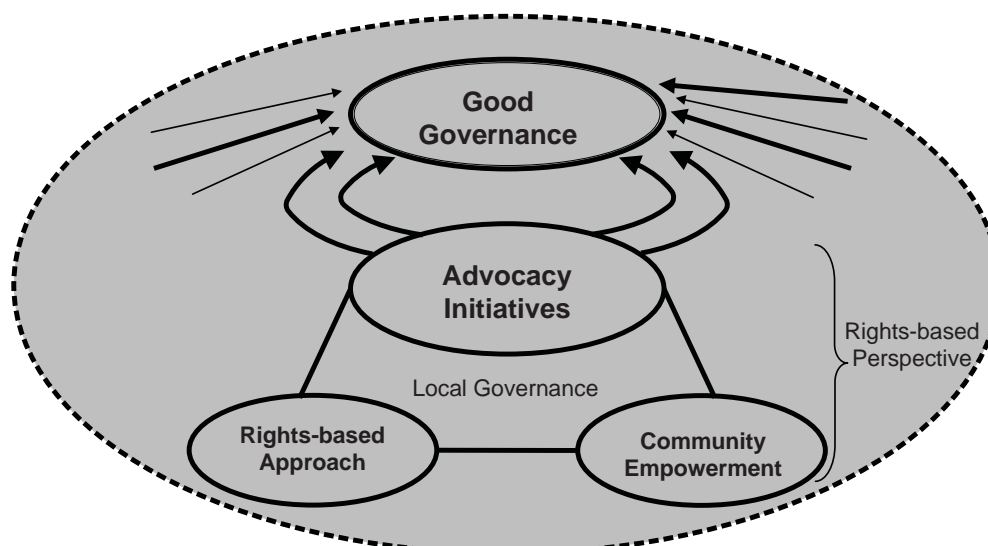 Good
Governance
Advocacy
Initiatives
Rights-based
Perspective
Local Governance
Rights-based
Approach
Community
Empowerment